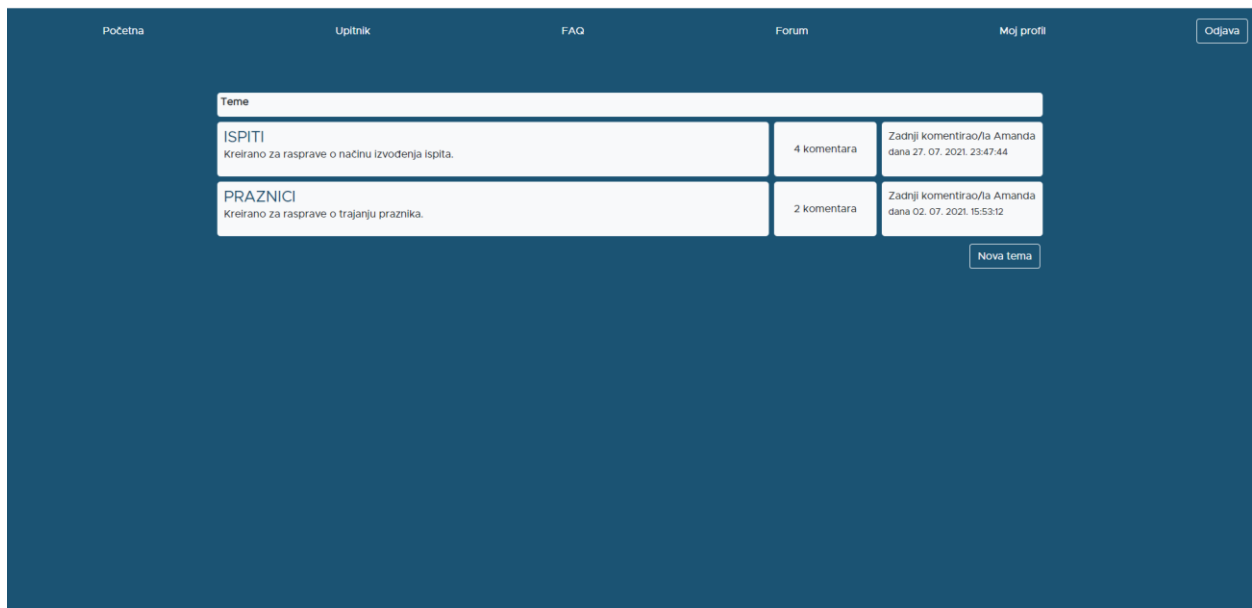 Početna Upitnik FAQ Forum Moj profil Odjava
Teme
ISPITI
Kreirano za rasprave o načinu izvođenja ispita.
4 komentara
Zadnji komentirao/la Amanda
dana 27. 07. 2021. 23:47:44
PRAZNICI
Kreirano za rasprave o trajanju praznika.
2 komentara
Zadnji komentirao/la Amanda
dana 02. 07. 2021. 15:53:12
Nova tema